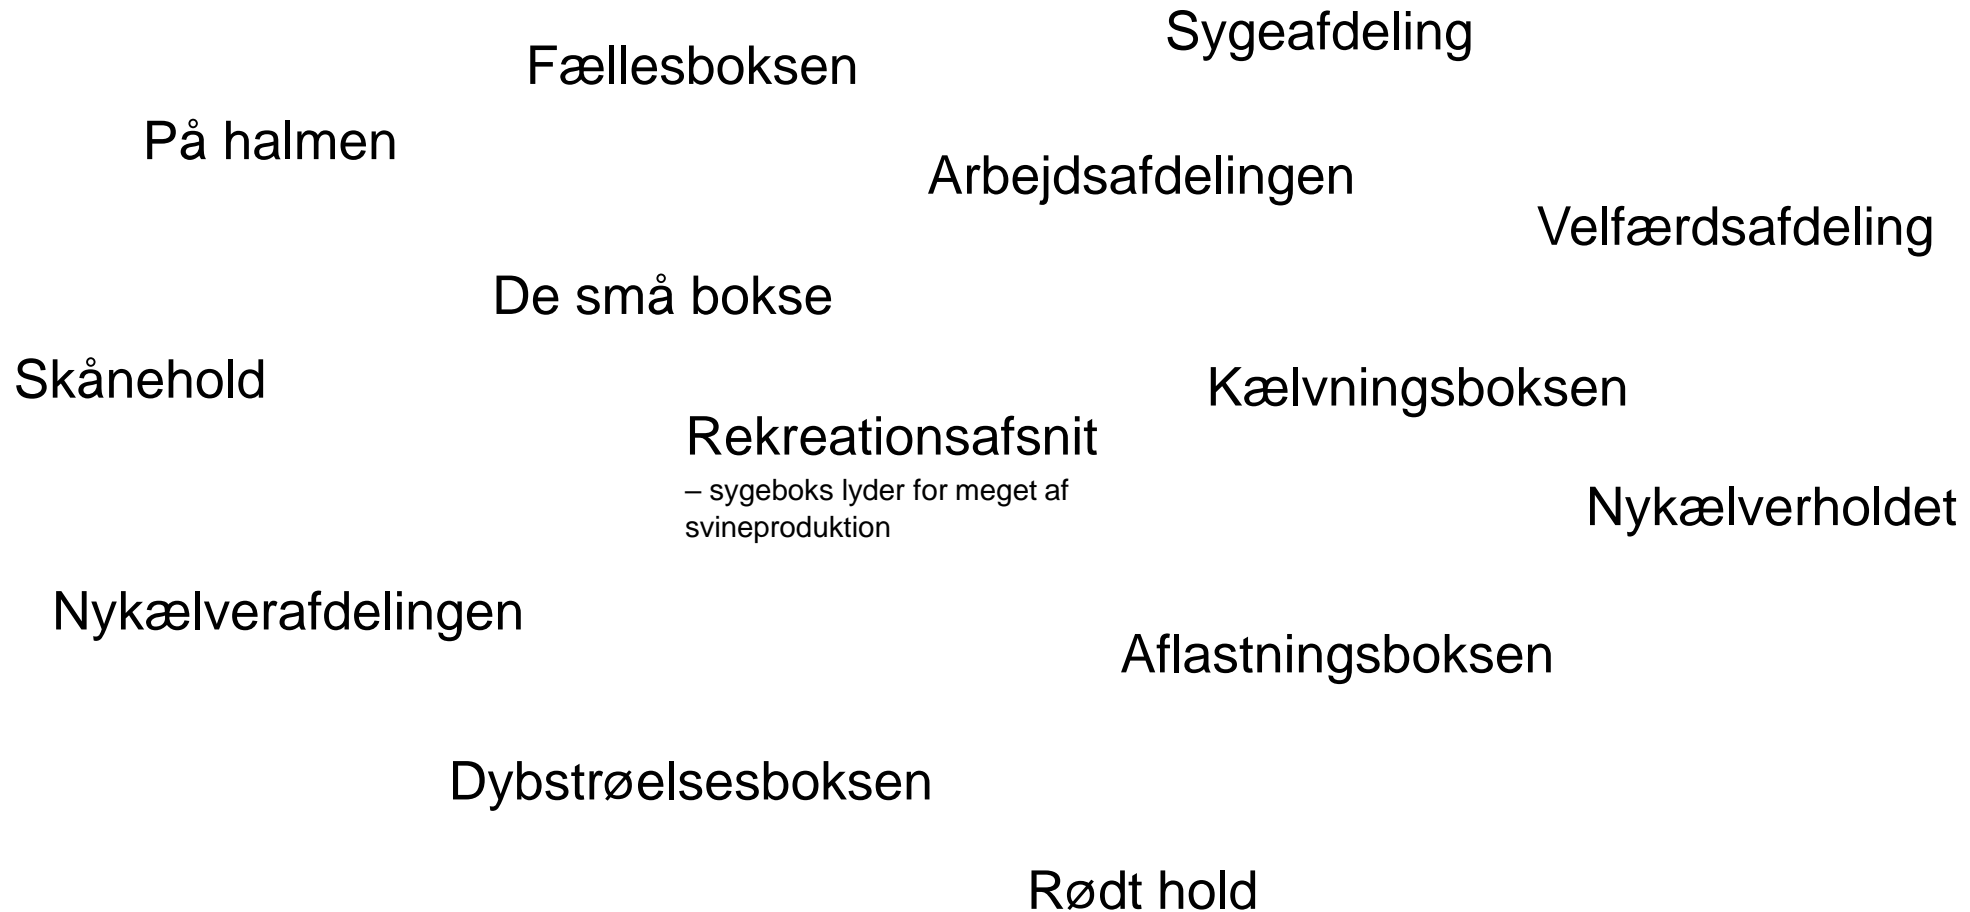 Sygeafdeling
Fællesboksen
På halmen
Arbejdsafdelingen
Velfærdsafdeling
De små bokse
Skånehold
Kælvningsboksen
Rekreationsafsnit
– sygeboks lyder for meget af
svineproduktion
Nykælverholdet
Nykælverafdelingen
Aflastningsboksen
Dybstrøelsesboksen
Rødt hold